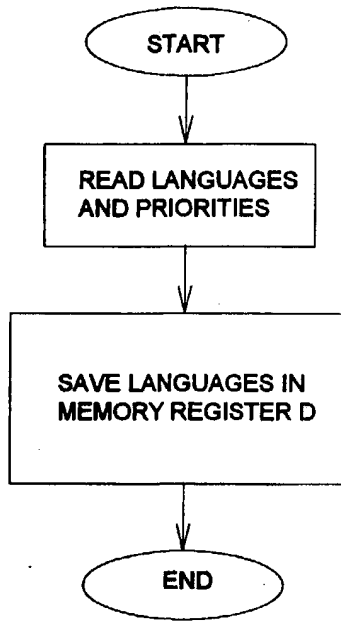 START
READ LANGUAGES
AND PRIORITIES
SAVE LANGUAGES IN
MEMORY REGISTER D
END